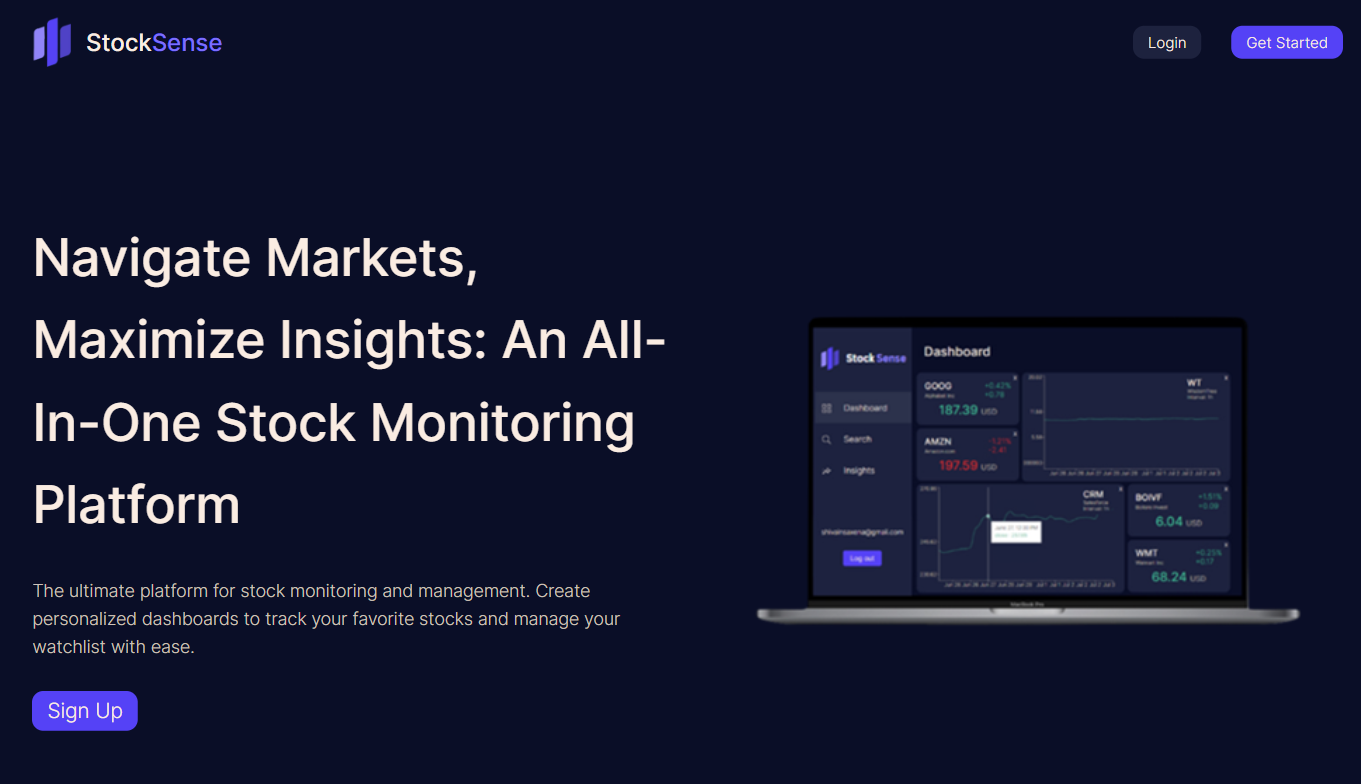 StockSense
Login
Get Started
Navigate Markets,
Maximize Insights: An All-
In-One Stock Monitoring
Platform
The ultimate platform for stock monitoring and management. Create
personalized dashboards to track your favorite stocks and manage your
watchlist with ease.
Sign Up
StockSense
Dashboard
Search
Insights
Log out
Dashboard
GOOG
+0.42%
+0.78
187.39 USD
AMZN
-1.21%
-2.41
197.59 USD
WT
CRM
BOIVF
+1.51%
+0.09
6.04 USD
WMT
+0.25%
+0.17
68.24 USD
MacBook Pro